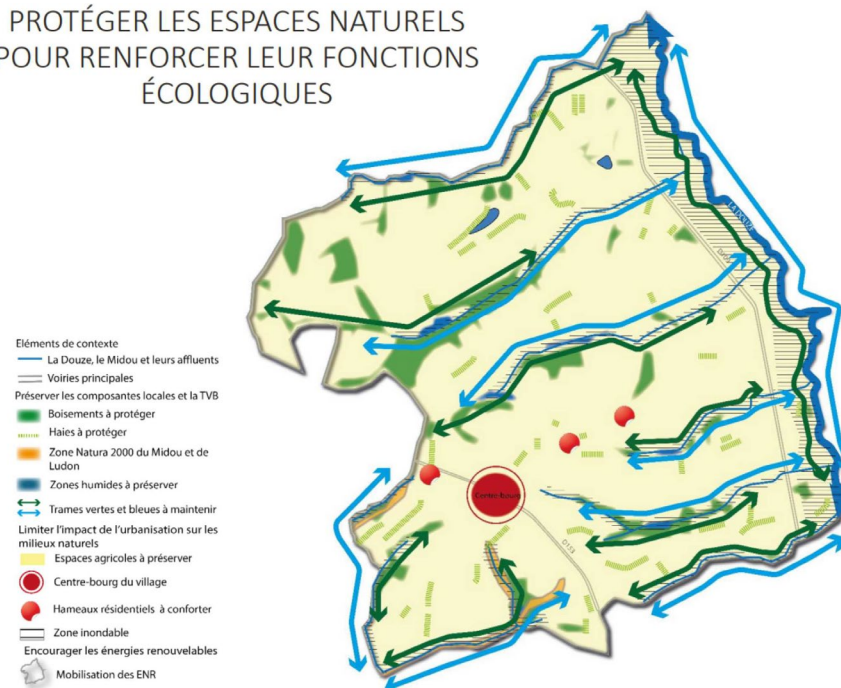 PROTÉGER LES ESPACES NATURELS
POUR RENFORCER LEUR FONCTIONS
ÉCOLOGIQUES
LA DOUZE
Centre-bourg
D113
Eléments de contexte
La Douze, le Midou et leurs affluents
Voiries principales
Préserver les composantes locales et la TVB
Boisements à protéger
Haies à protéger
Zone Natura 2000 du Midou et de
Ludon
Zones humides à préserver
Trames vertes et bleues à maintenir
Limiter l'impact de l'urbanisation sur les
milieux naturels
Espaces agricoles à préserver
Centre-bourg du village
Hameaux résidentiels à conforter
Zone inondable
Encourager les énergies renouvelables
Mobilisation des ENR